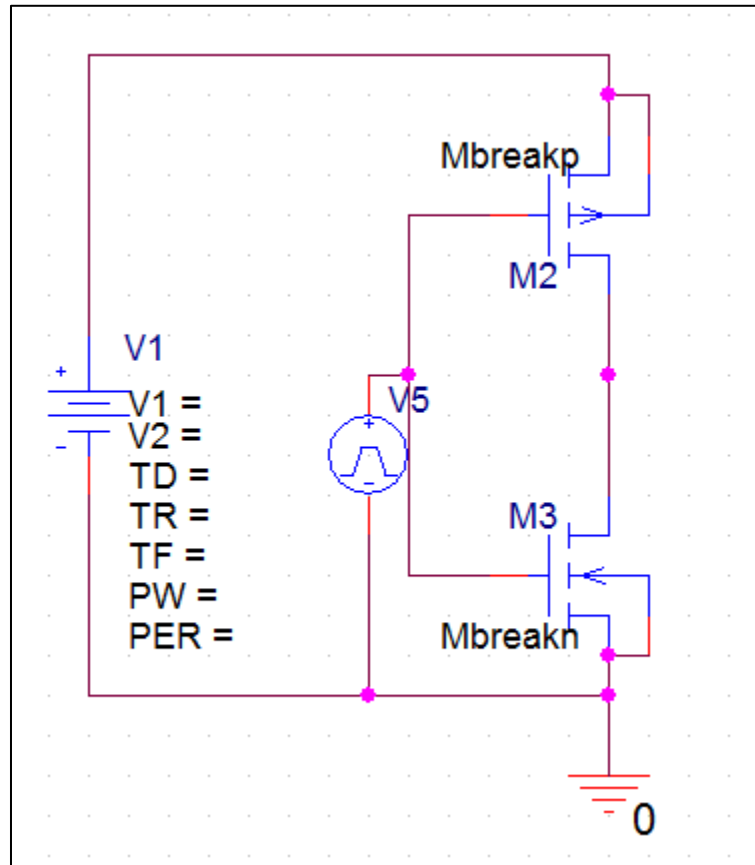 Mbreakp
M2
V1
V5
V1 =
V2 =
TD =
TR =
TF =
PW =
PER =
M3
Mbreakn
0